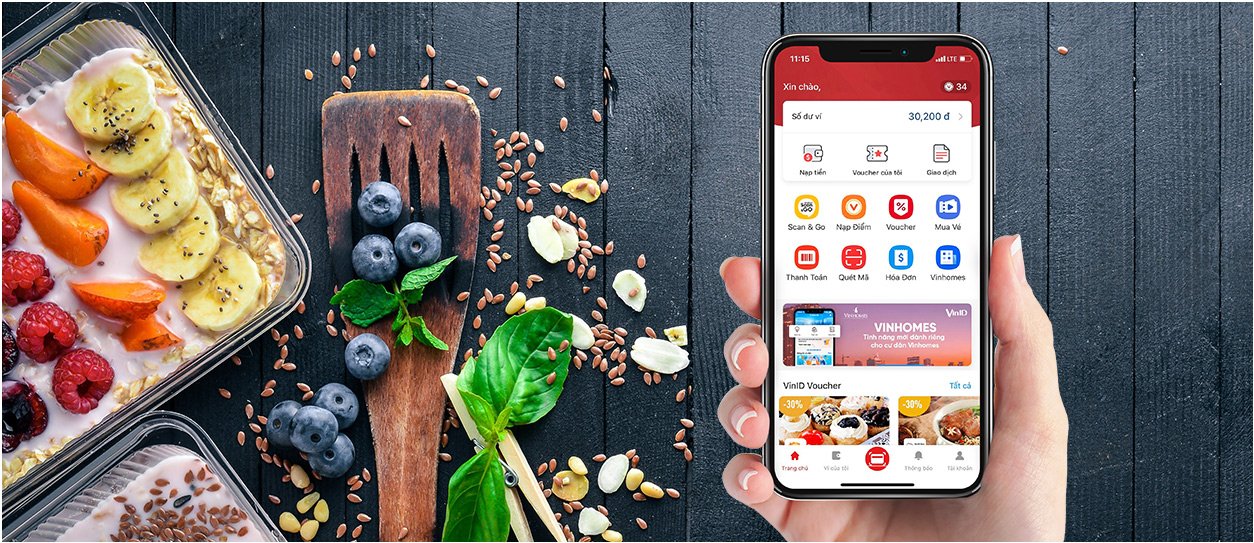 11:15
LTE
Xin chào,
34
Số dư ví
30,200 đ
Nạp tiền
Voucher của tôi
Giao dịch
Scan & Go
Nạp Điểm
Voucher
Mua Vé
Thanh Toán
Quét Mã
Hóa Đơn
Vinhomes
VINHOMES
VinID
VINHOMES
Tính năng mới dành riêng
cho cư dân Vinhomes
VinID Voucher
Tất cả
-30%
-30%
Trang chủ
Ví của tôi
Thông báo
Tài khoản